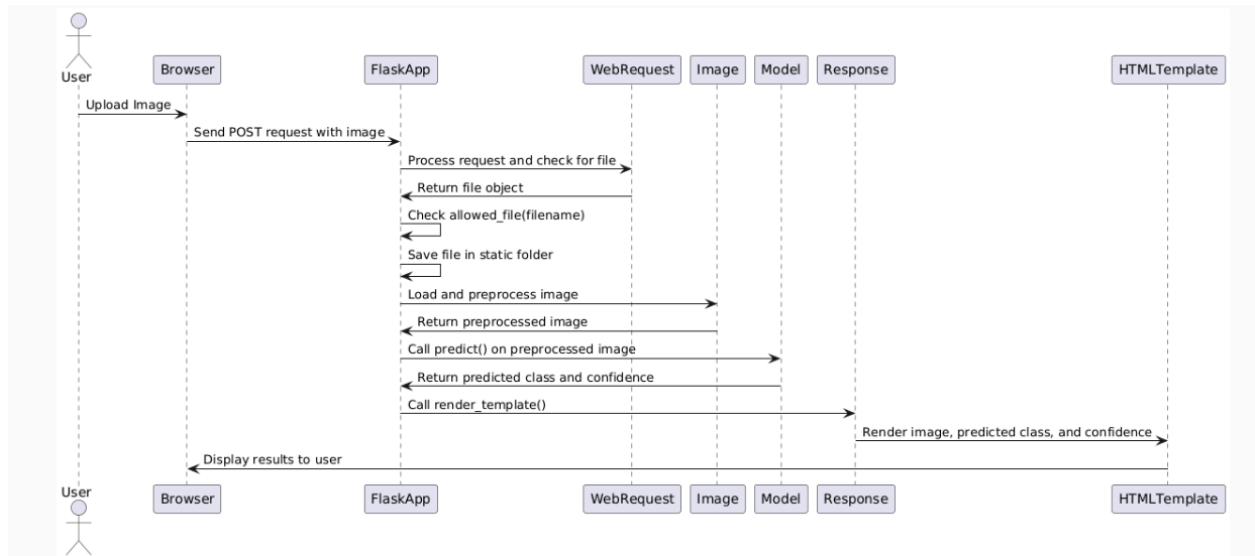 User
Browser
FlaskApp
WebRequest
Image
Model
Response
HTMLTemplate
Upload Image
Send POST request with image
Process request and check for file
Return file object
Check allowed_file(filename)
Save file in static folder
Load and preprocess image
Return preprocessed image
Call predict() on preprocessed image
Return predicted class and confidence
Call render_template()
Render image, predicted class, and confidence
Display results to user
User
Browser
FlaskApp
WebRequest
Image
Model
Response
HTMLTemplate